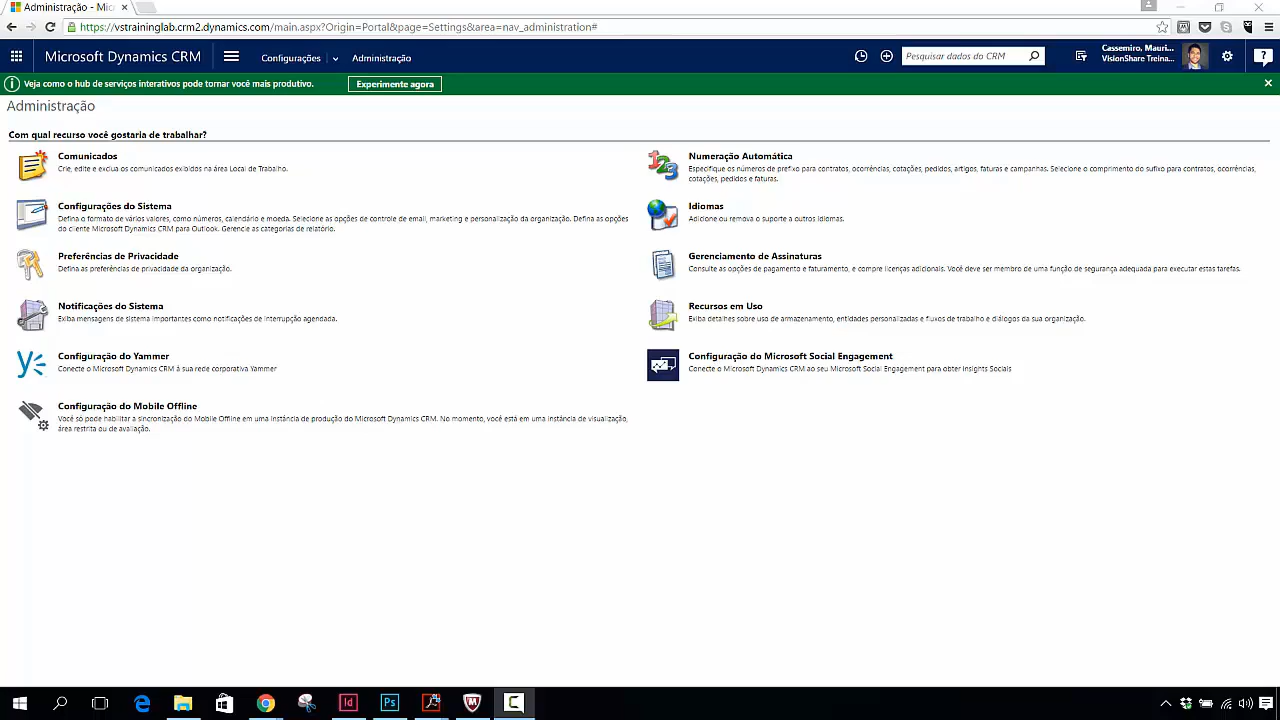 Administração - Micr
https://vstraininglab.crm2.dynamics.com/main.aspx?Origin=Portal&page=Settings&area=nav_administration#
Microsoft Dynamics CRM
Configurações
Administração
Pesquisar dados do CRM
Cassemiro, Mauri...
VisionShare Treina...
Veja como o hub de serviços interativos pode tornar você mais produtivo.
Experimente agora
Administração
Com qual recurso você gostaria de trabalhar?
Comunicados
Crie, edite e exclua os comunicados exibidos na área Local de Trabalho.
Numeração Automática
Especifique os números de prefixo para contratos, ocorrências, cotações, pedidos, artigos, faturas e campanhas. Selecione o comprimento do sufixo para contratos, ocorrências,
cotações, pedidos e faturas.
Configurações do Sistema
Defina o formato de vários valores, como números, calendário e moeda. Selecione as opções de controle de email, marketing e personalização da organização. Defina as opções
do cliente Microsoft Dynamics CRM para Outlook. Gerencie as categorias de relatório.
Idiomas
Adicione ou remova o suporte a outros idiomas.
Preferências de Privacidade
Defina as preferências de privacidade da organização.
Gerenciamento de Assinaturas
Consulte as opções de pagamento e faturamento, e compre licenças adicionais. Você deve ser membro de uma função de segurança adequada para executar estas tarefas.
Notificações do Sistema
Exiba mensagens de sistema importantes como notificações de interrupção agendada.
Recursos em Uso
Exiba detalhes sobre uso de armazenamento, entidades personalizadas e fluxos de trabalho e diálogos da sua organização.
Configuração do Yammer
Conecte o Microsoft Dynamics CRM à sua rede corporativa Yammer
Configuração do Microsoft Social Engagement
Conecte o Microsoft Dynamics CRM ao seu Microsoft Social Engagement para obter insights Sociais
Configuração do Mobile Offline
Você só pode habilitar a sincronização do Mobile Offline em uma instância de produção do Microsoft Dynamics CRM. No momento, você está em uma instância de visualização,
área restrita ou de avaliação.